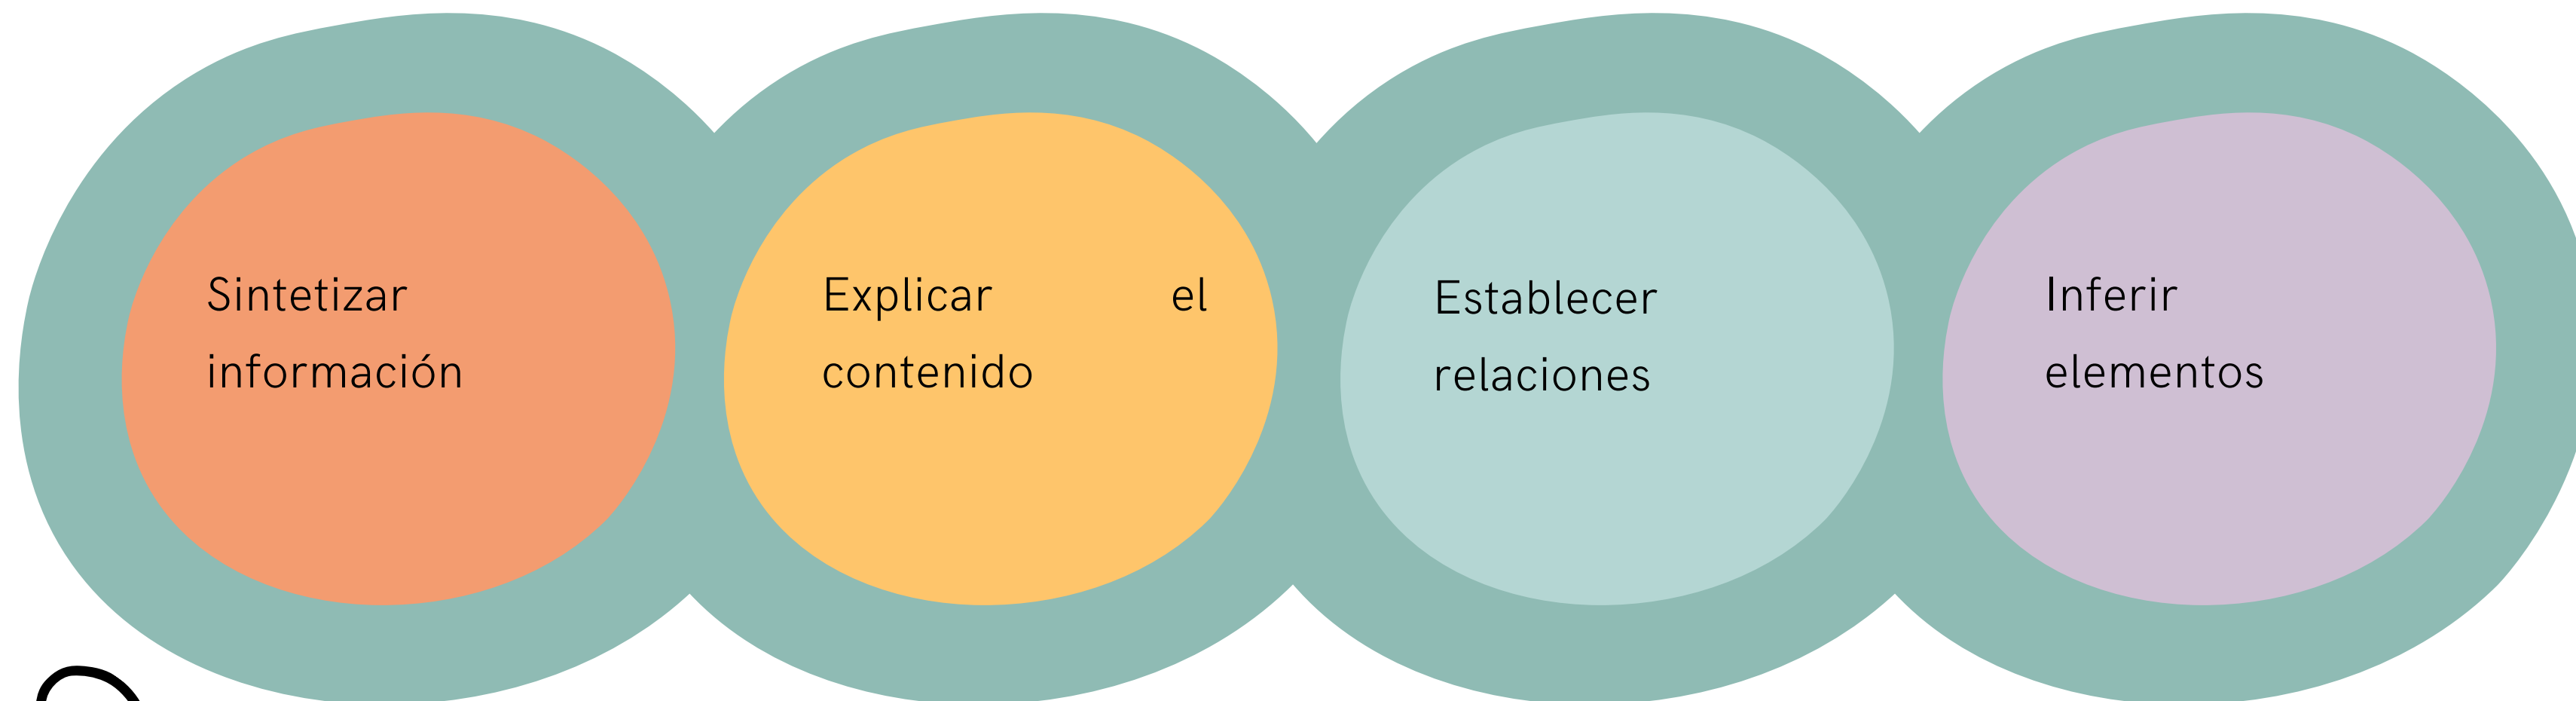 Sintetizar
información
Explicar el
contenido
Establecer
relaciones
Inferir
elementos